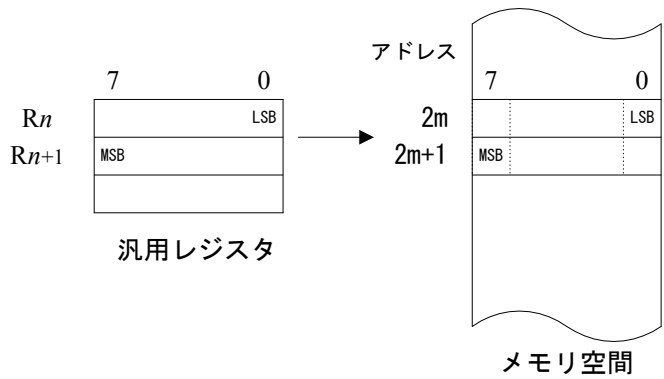 アドレス
7 0
7 0
Rn LSB
2m LSB
Rn+1 MSB
2m+1 MSB
汎用レジスタ
メモリ空間